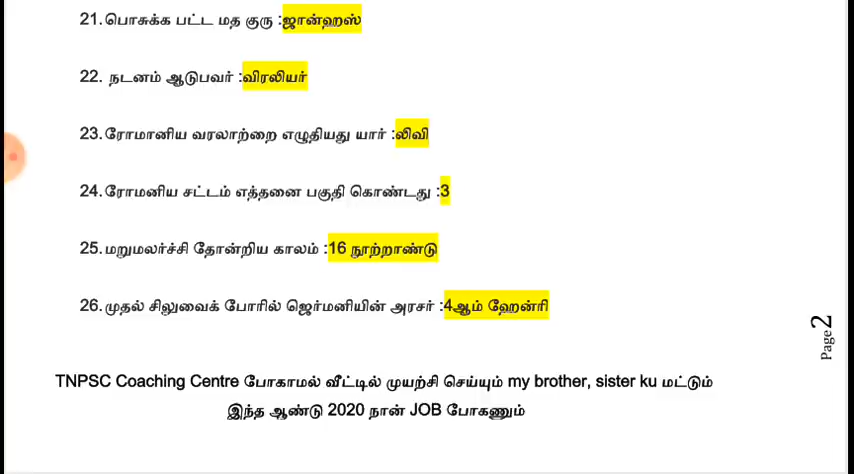 21.பொசுக்க பட்ட மத குரு :ஜான்ஹஸ்
22. நடனம் ஆடுபவர் :விரலியர்
23.ரோமானிய வரலாற்றை எழுதியது யார் :லிவி
24.ரோமனிய சட்டம் எத்தனை பகுதி கொண்டது :3
25.மறுமலர்ச்சி தோன்றிய காலம் :16 நூற்றாண்டு
26.முதல் சிலுவைக் போரில் ஜெர்மனியின் அரசர் :4ஆம் ஹேன்ரி
Page2
TNPSC Coaching Centre போகாமல் வீட்டில் முயற்சி செய்யும் my brother, sister ku மட்டும்
இந்த ஆண்டு 2020 நான் JOB போகணும்